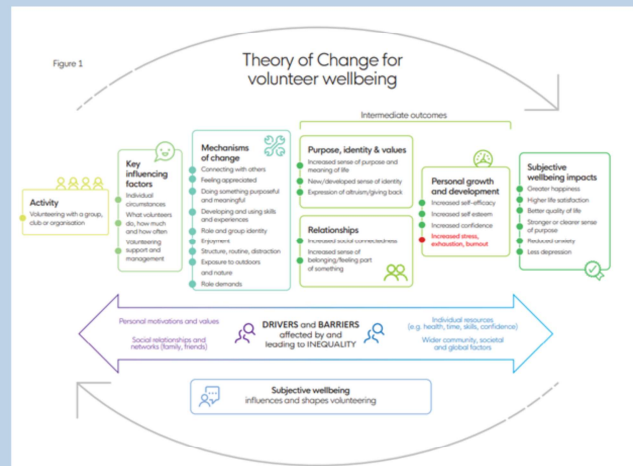 Figure 1
Theory of Change for
volunteer wellbeing
Intermediate outcomes
Activity
Volunteering with a group,
club or organisation
Key
influencing
factors
Individual
circumstances
What volunteers
do, how much
and how often
volunteering
support and
management
Mechanisms
of change
Connecting with others
Feeling appreciated
Doing something purposeful
and meaningful
Developing and using skills
and experiences
Role and group identity
Enjoyment
Structure, routine, distraction
Exposure to outdoors
and nature
Role demands
Purpose, identity & values
Increased sense of purpose and
meaning of life
New/developed sense of identity
Expression of altruism/giving back
Relationships
Increased social connectedness
Increased sense of
belonging/feeling part
of something
Personal growth
and development
Increased self-efficacy
Increased self esteem
Increased confidence
Increased stress,
exhaustion, burnout
Subjective
wellbeing impacts
Greater happiness
Higher life satisfaction
Better quality of life
Stronger or clearer sense
of purpose
Reduced anxiety
Less depression
Personal motivations and values
Social relationships and
networks (family, friends)
DRIVERS and BARRIERS
affected by and
leading to INEQUALITY
Individual resources
(e.g. health, time, skills, confidence)
Wider community, societal
and global factors
Subjective wellbeing
influences and shapes volunteering